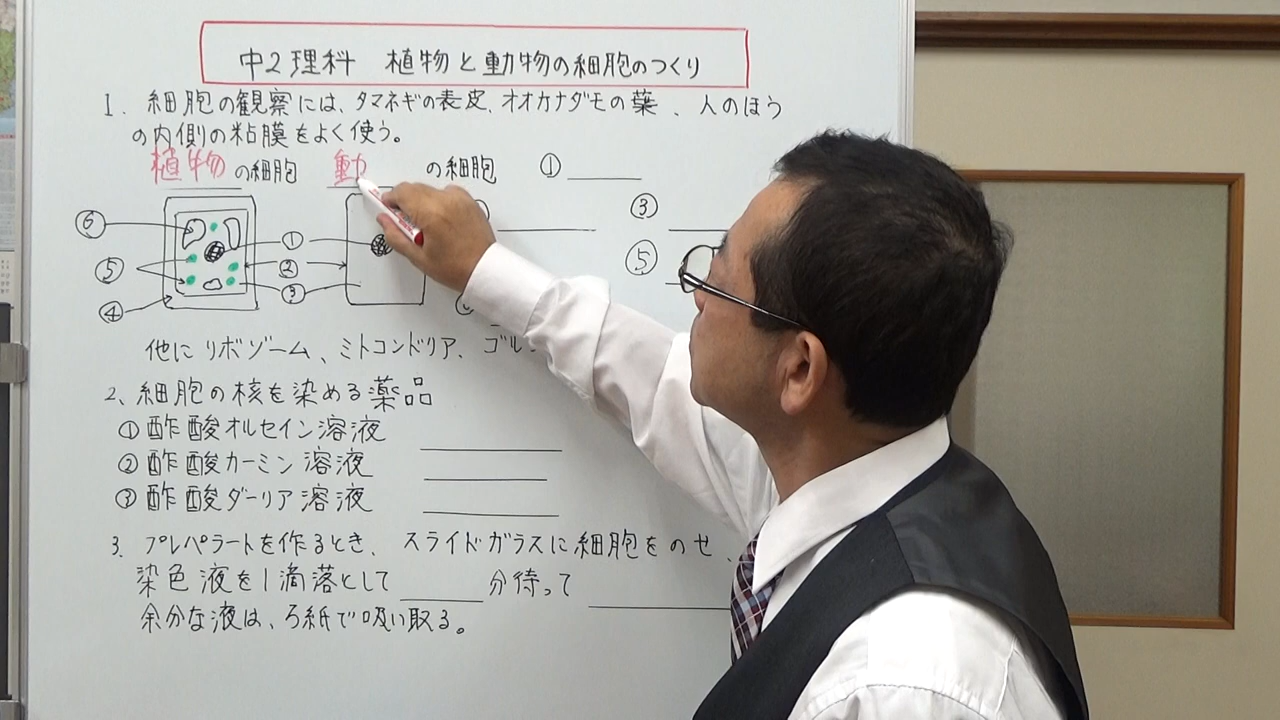 中2理科 植物と動物の細胞のつくり
1. 細胞の観察には、タマネギの表皮、オオカナダモの葉、人のほう
の内側の粘膜をよく使う。
植物の細胞 動 の細胞 ①
③
⑥ ① ⑤
⑤ ②
④ ③
他に リボゾーム、ミトコンドリア、ゴル
2、細胞の核を染める薬品
①酢酸オルセイン溶液
②酢酸カーミン溶液
③酢酸ダーリア溶液
3. プレパラートを作るとき、スライドガラスに細胞をのせ、
染色液を1滴落として 分待って
余分な液は、ろ紙で吸い取る。